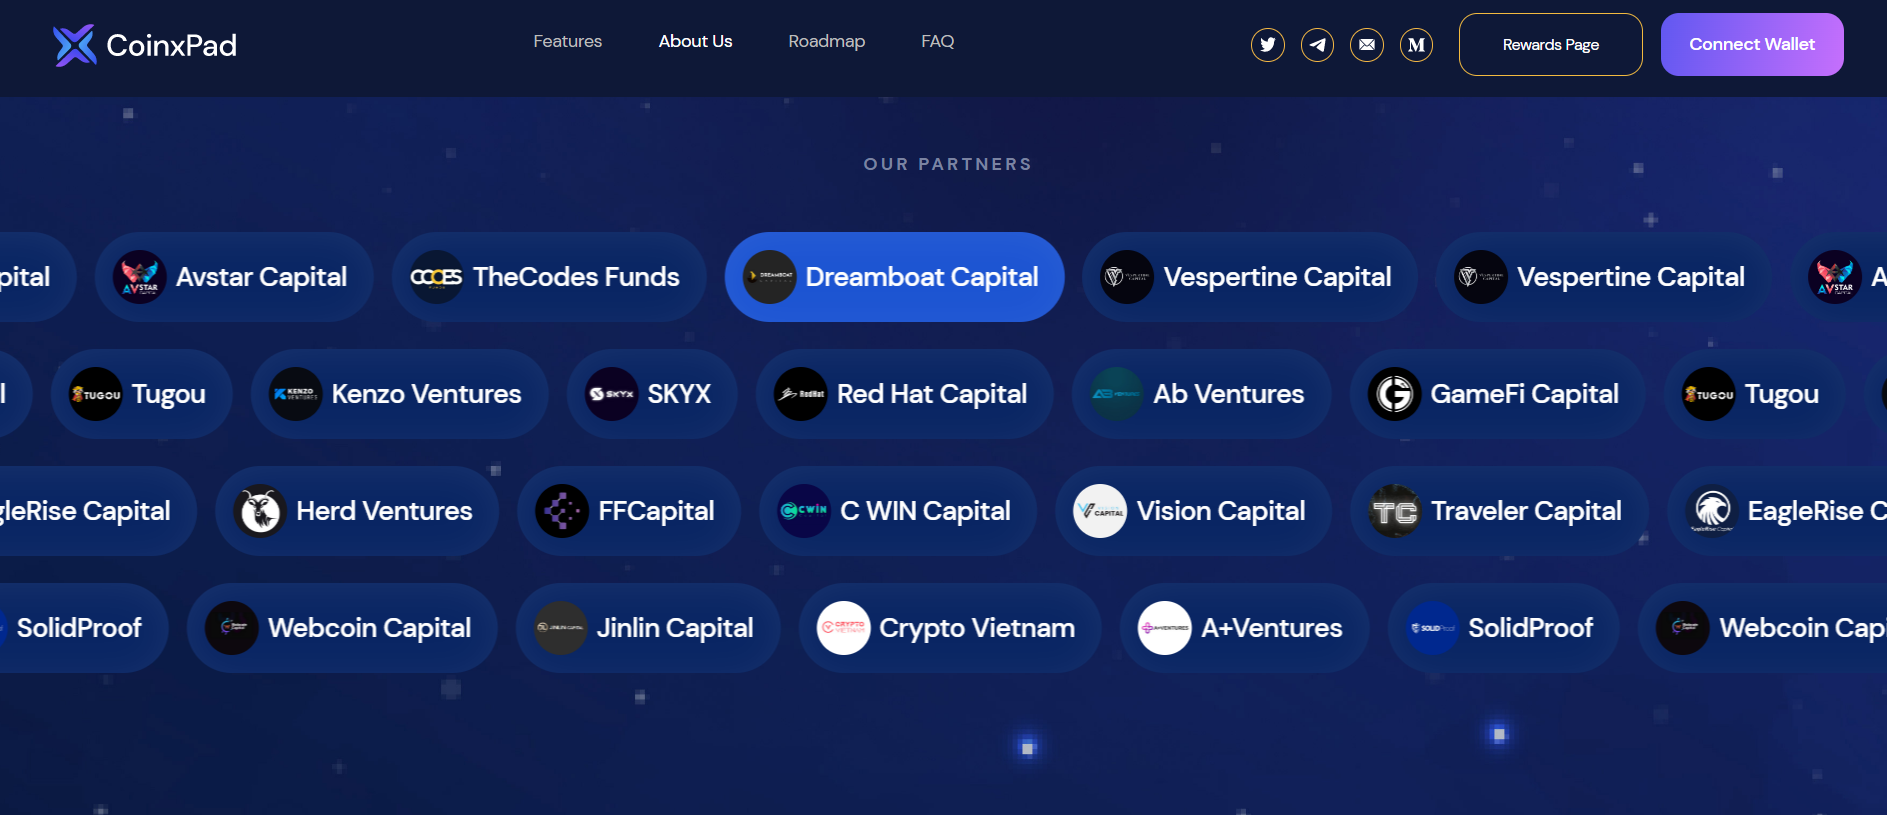 CoinxPad Features About Us Roadmap FAQ M Rewards Page Connect Wallet
OUR PARTNERS
pital Avstar Capital TheCodes Funds Dreamboat Capital Vespertine Capital Vespertine Capital A
l Tugou Kenzo Ventures SKYX Red Hat Capital Ab Ventures GameFi Capital Tugou
gleRise Capital Herd Ventures FFCapital C WIN Capital Vision Capital Traveler Capital EagleRise C
SolidProof Webcoin Capital Jinlin Capital Crypto Vietnam A+Ventures SolidProof Webcoin Capi